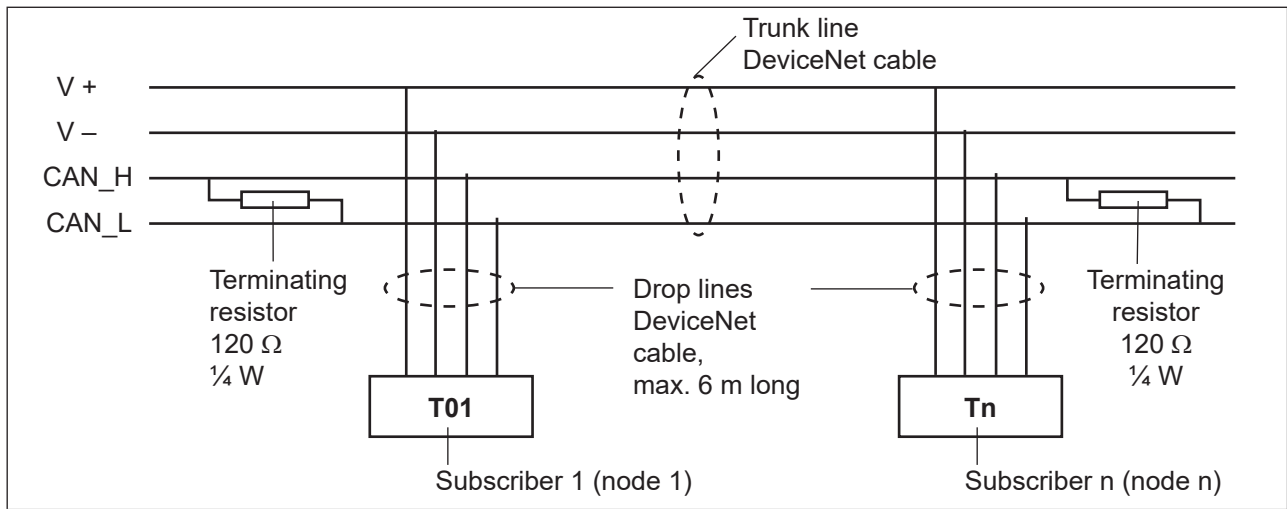 Trunk line
DeviceNet cable
V +
V –
CAN_H
CAN_L
Terminating
resistor
120 Ω
¼ W
Drop lines
DeviceNet
cable,
max. 6 m long
Terminating
resistor
120 Ω
¼ W
T01
Tn
Subscriber 1 (node 1)
Subscriber n (node n)